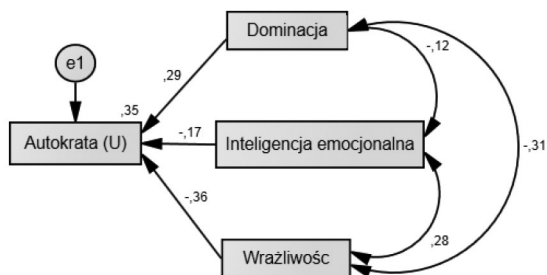 Dominacja
-,12
e1
,29
,35
Autokrata (U)
-,17
Inteligencja emocjonalna
-,31
-,36
,28
Wrażliwośc